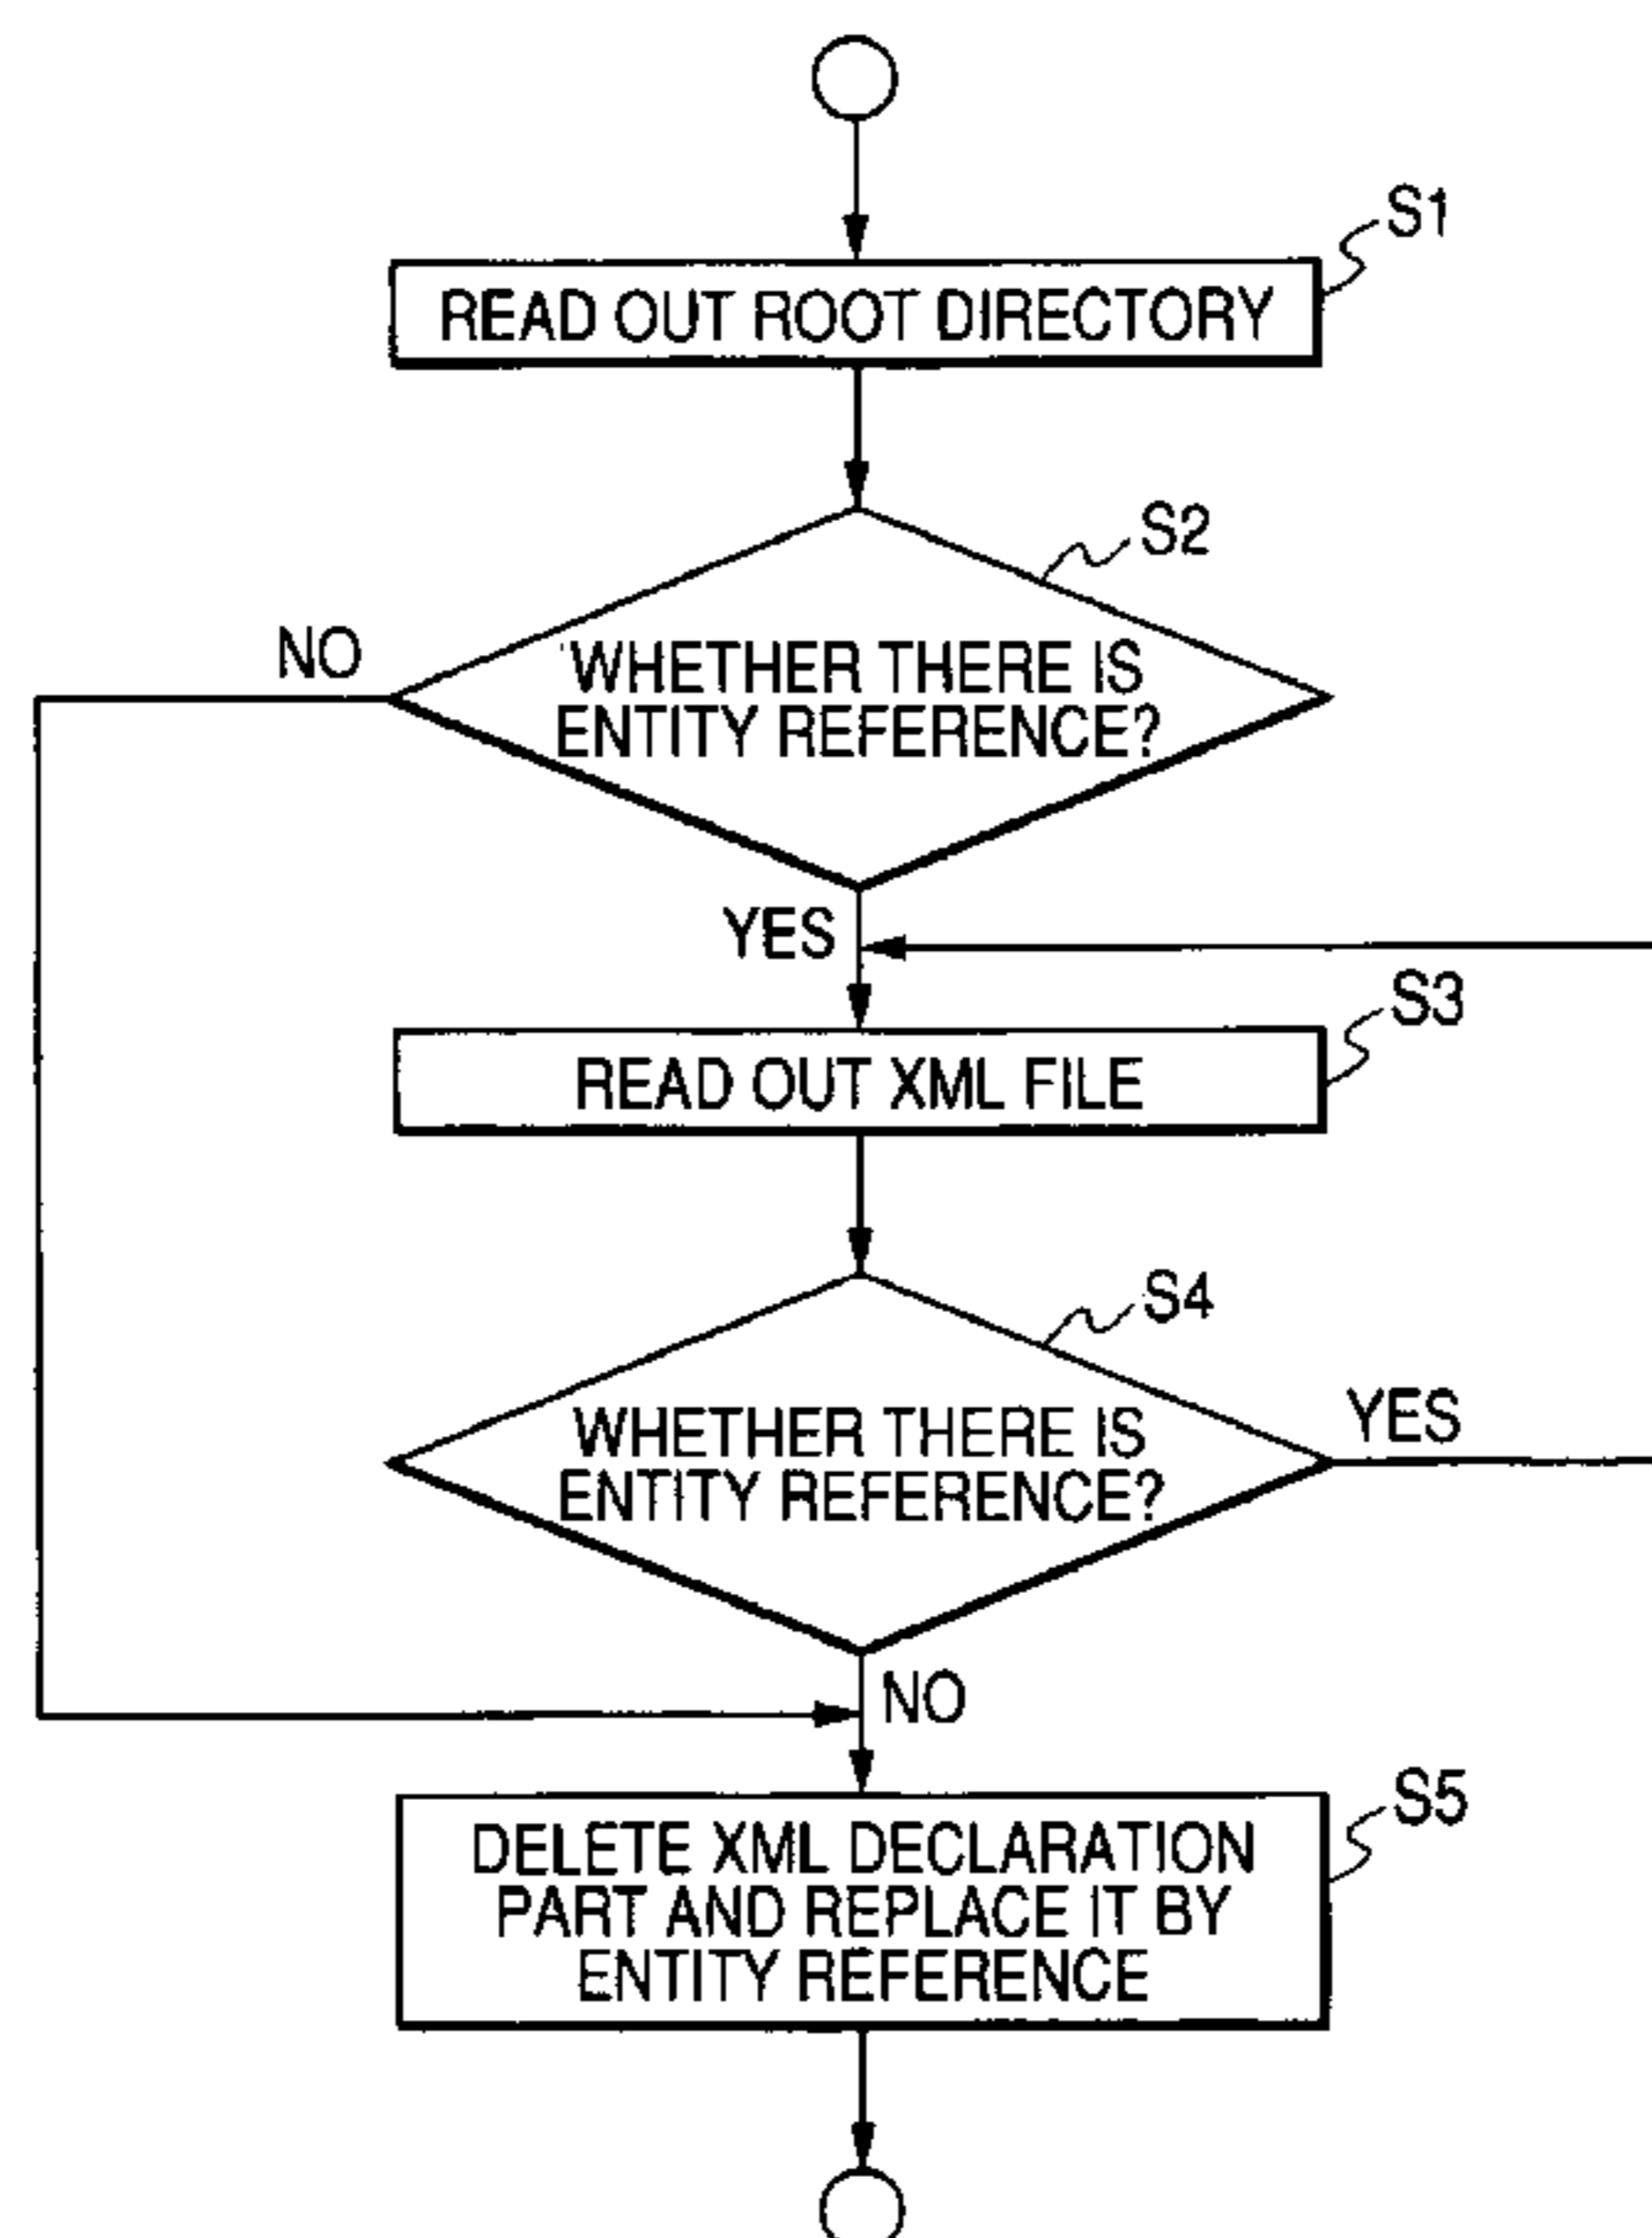 S1
READ OUT ROOT DIRECTORY
S2
NO
WHETHER THERE IS
ENTITY REFERENCE?
YES
S3
READ OUT XML FILE
S4
WHETHER THERE IS
ENTITY REFERENCE?
YES
NO
S5
DELETE XML DECLARATION
PART AND REPLACE IT BY
ENTITY REFERENCE